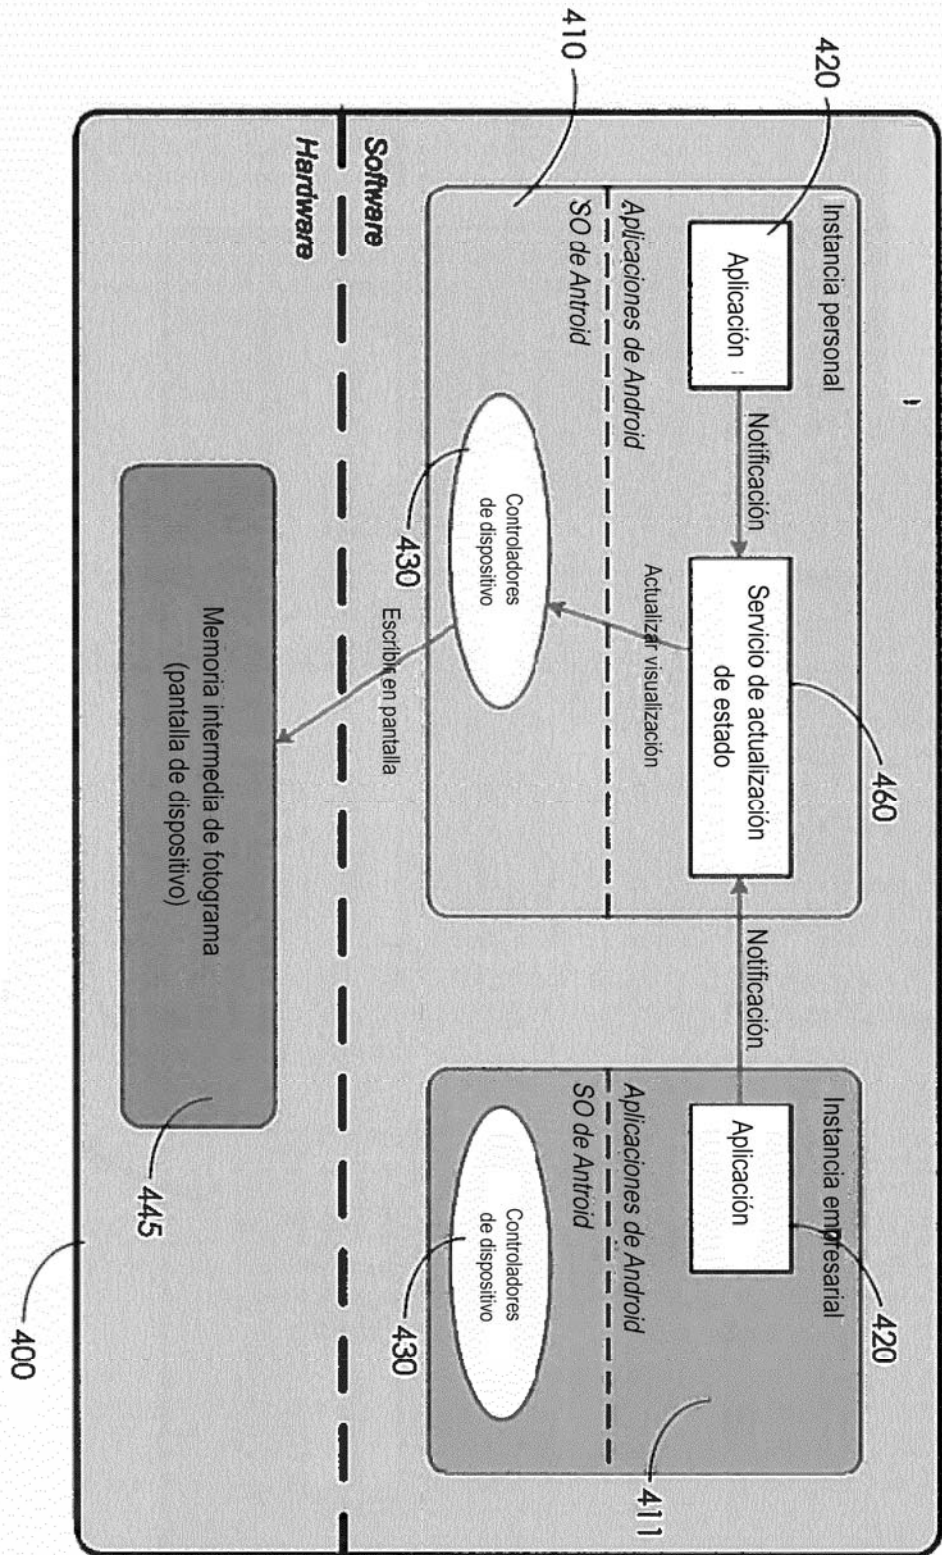 420
410
Instancia personal
Aplicación
Notificación
Servicio de actualización
de estado
460
Notificación
Instancia empresarial
Aplicación
420
411
Aplicaciones de Android
SO de Antroid
Actualizar visualización
Controladores
de dispositivo
430
Escribir en pantalla
Aplicaciones de Android
SO de Antroid
Controladores
de dispositivo
430
Software
Hardware
Memoria intermedia de fotograma
(pantalla de dispositivo)
445
400